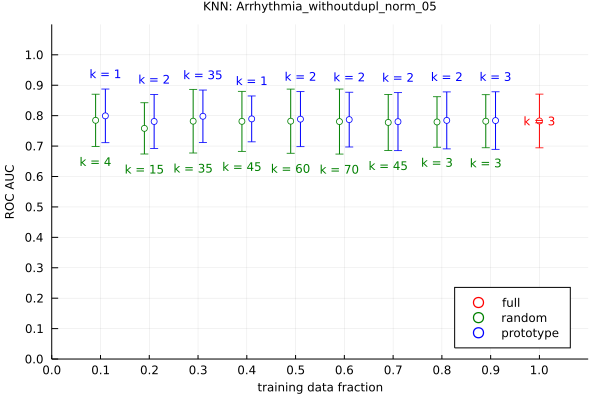 KNN: Arrhythmia_withoutdupl_norm_05
1.0
0.9
0.8
0.7
0.6
0.5
0.4
0.3
0.2
0.1
0.0
ROC AUC
k = 1
k = 2
k = 35
k = 1
k = 2
k = 2
k = 2
k = 2
k = 3
k = 3
k = 4
k = 15
k = 35
k = 45
k = 60
k = 70
k = 45
k = 3
k = 3
full
random
prototype
0.0 0.1 0.2 0.3 0.4 0.5 0.6 0.7 0.8 0.9 1.0
training data fraction